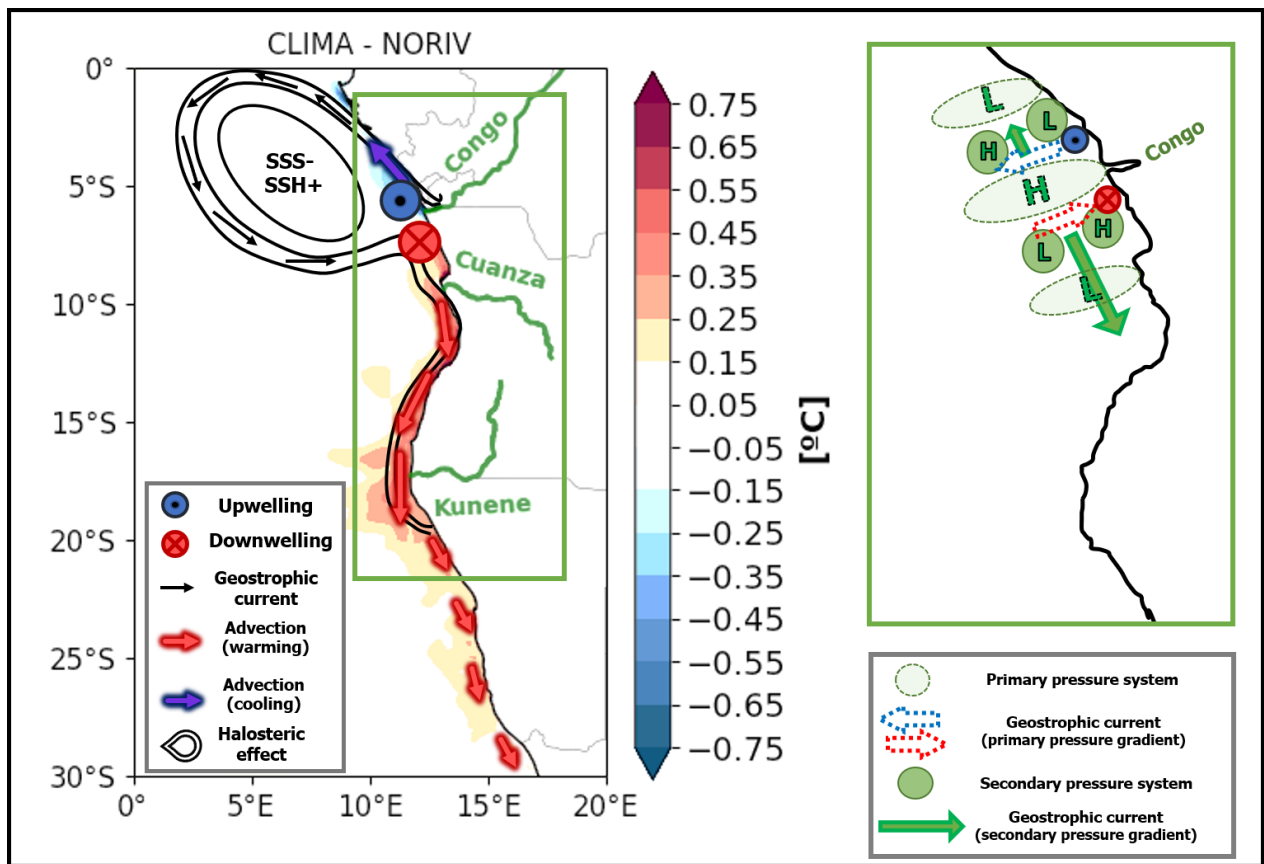 CLIMA - NORIV
0°
5°S
10°S
15°S
20°S
25°S
30°S
0°
5°E
10°E
15°E
20°E
SSS-
SSH+
Congo
Cuanza
Kunene
Upwelling
Downwelling
Geostrophic
current
Advection
(warming)
Advection
(cooling)
Halosteric
effect
0.75
0.65
0.55
0.45
0.35
0.25
0.15
0.05
−0.05
−0.15
−0.25
−0.35
−0.45
−0.55
−0.65
−0.75
[ºC]
L
L
H
Congo
H
H
L
L
Primary pressure system
Geostrophic current
(primary pressure gradient)
Secondary pressure system
Geostrophic current
(secondary pressure gradient)